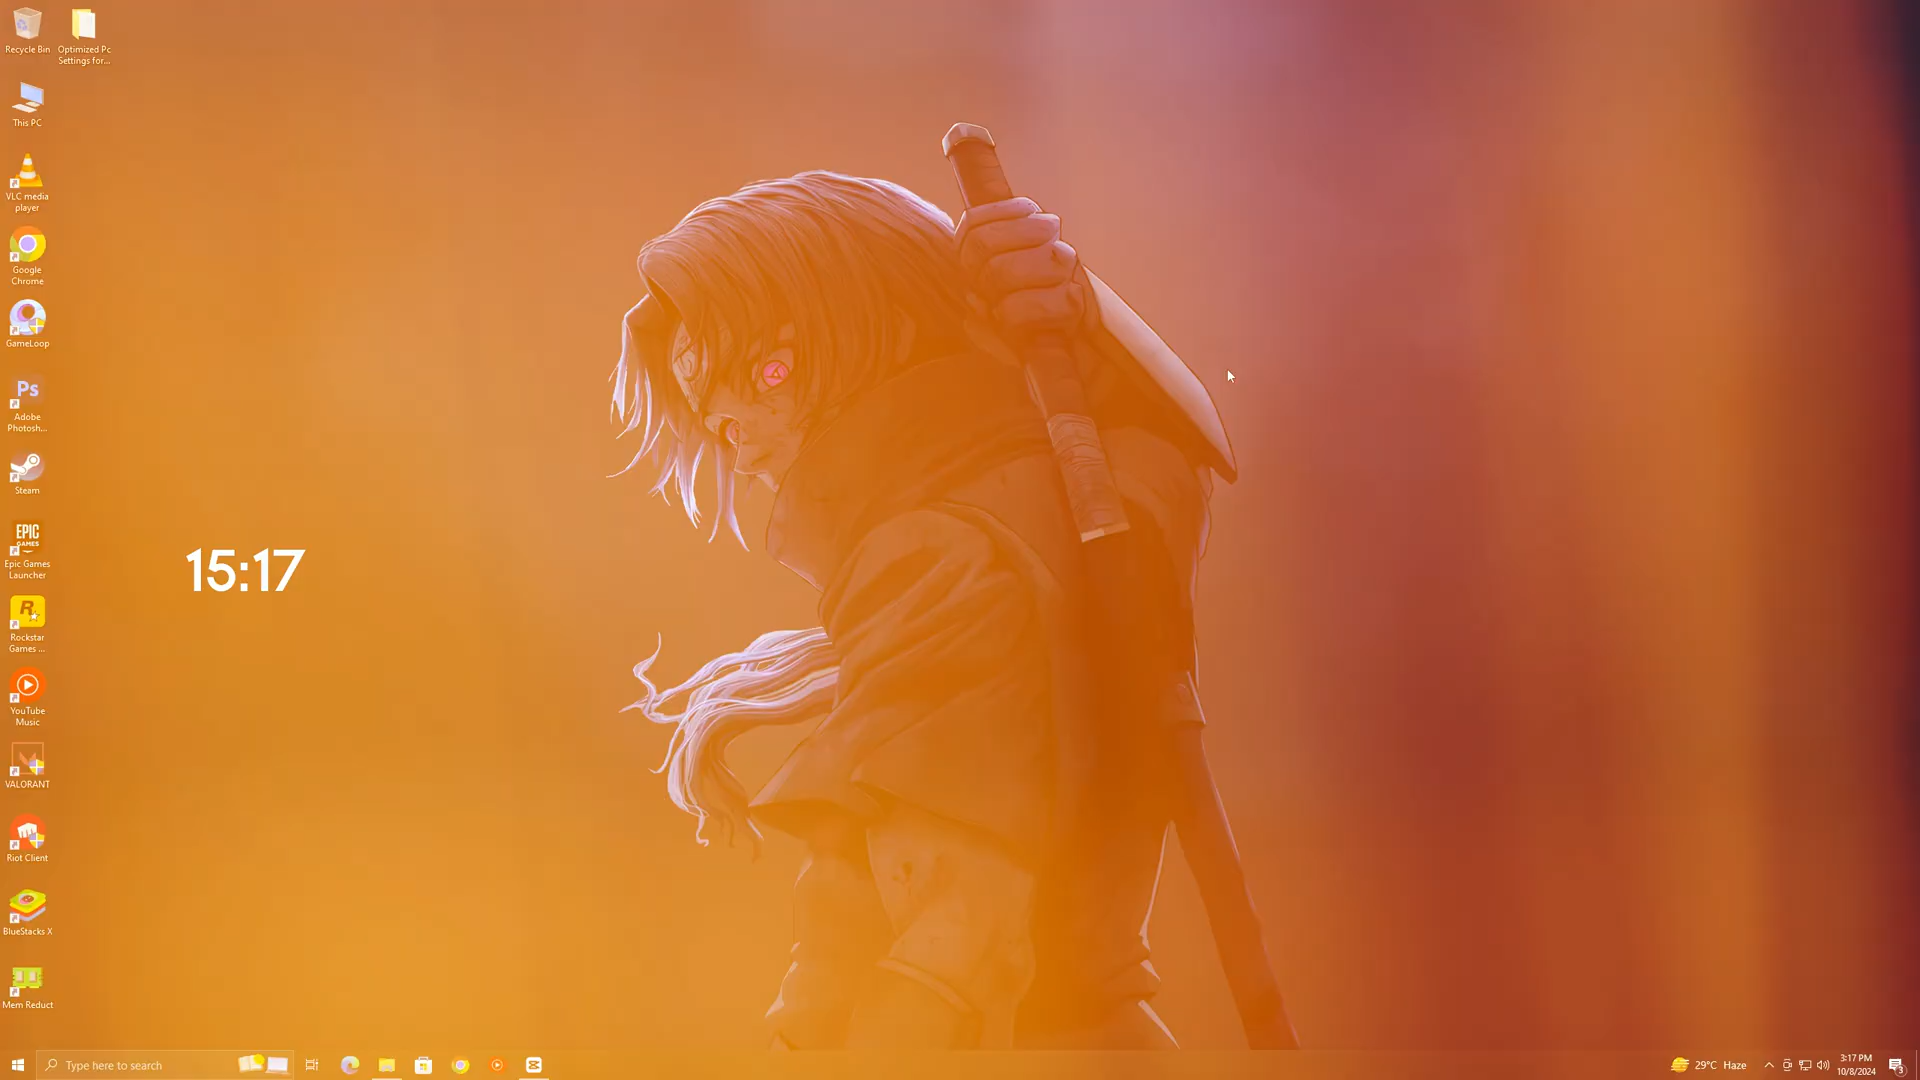 Recycle Bin
Optimized Pc
Settings for...
This PC
VLC media
player
Google
Chrome
GameLoop
Ps
Adobe
Photosh...
Steam
EPIC
GAMES
Epic Games
Launcher
R
Rockstar
Games ...
YouTube
Music
VALORANT
Riot Client
BlueStacks X
Mem Reduct
15:17
Type here to search
29°C Haze
3:17 PM
10/8/2024
3